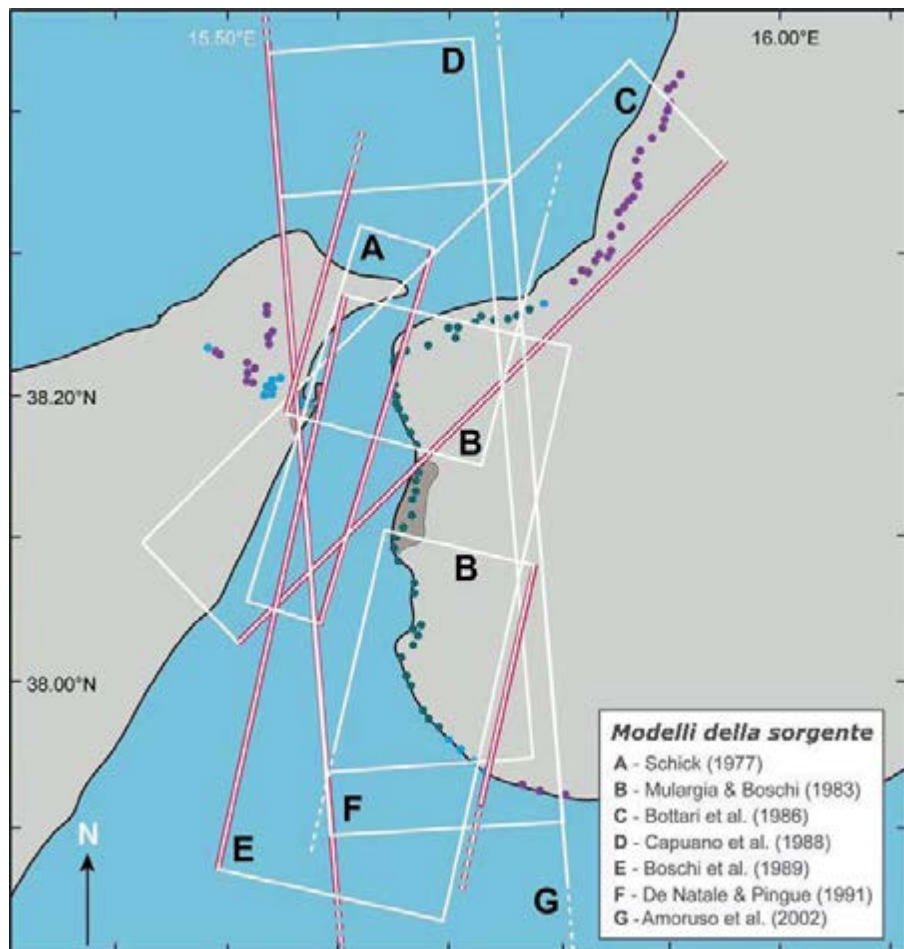 15.50°E
16.00°E
D
C
A
38.20°N
B
B
38.00°N
F
E
G
N
Modelli della sorgente
A - Schick (1977)
B - Mulargia & Boschi (1983)
C - Bottari et al. (1986)
D - Capuano et al. (1988)
E - Boschi et al. (1989)
F - De Natale & Pingue (1991)
G - Amoruso et al. (2002)